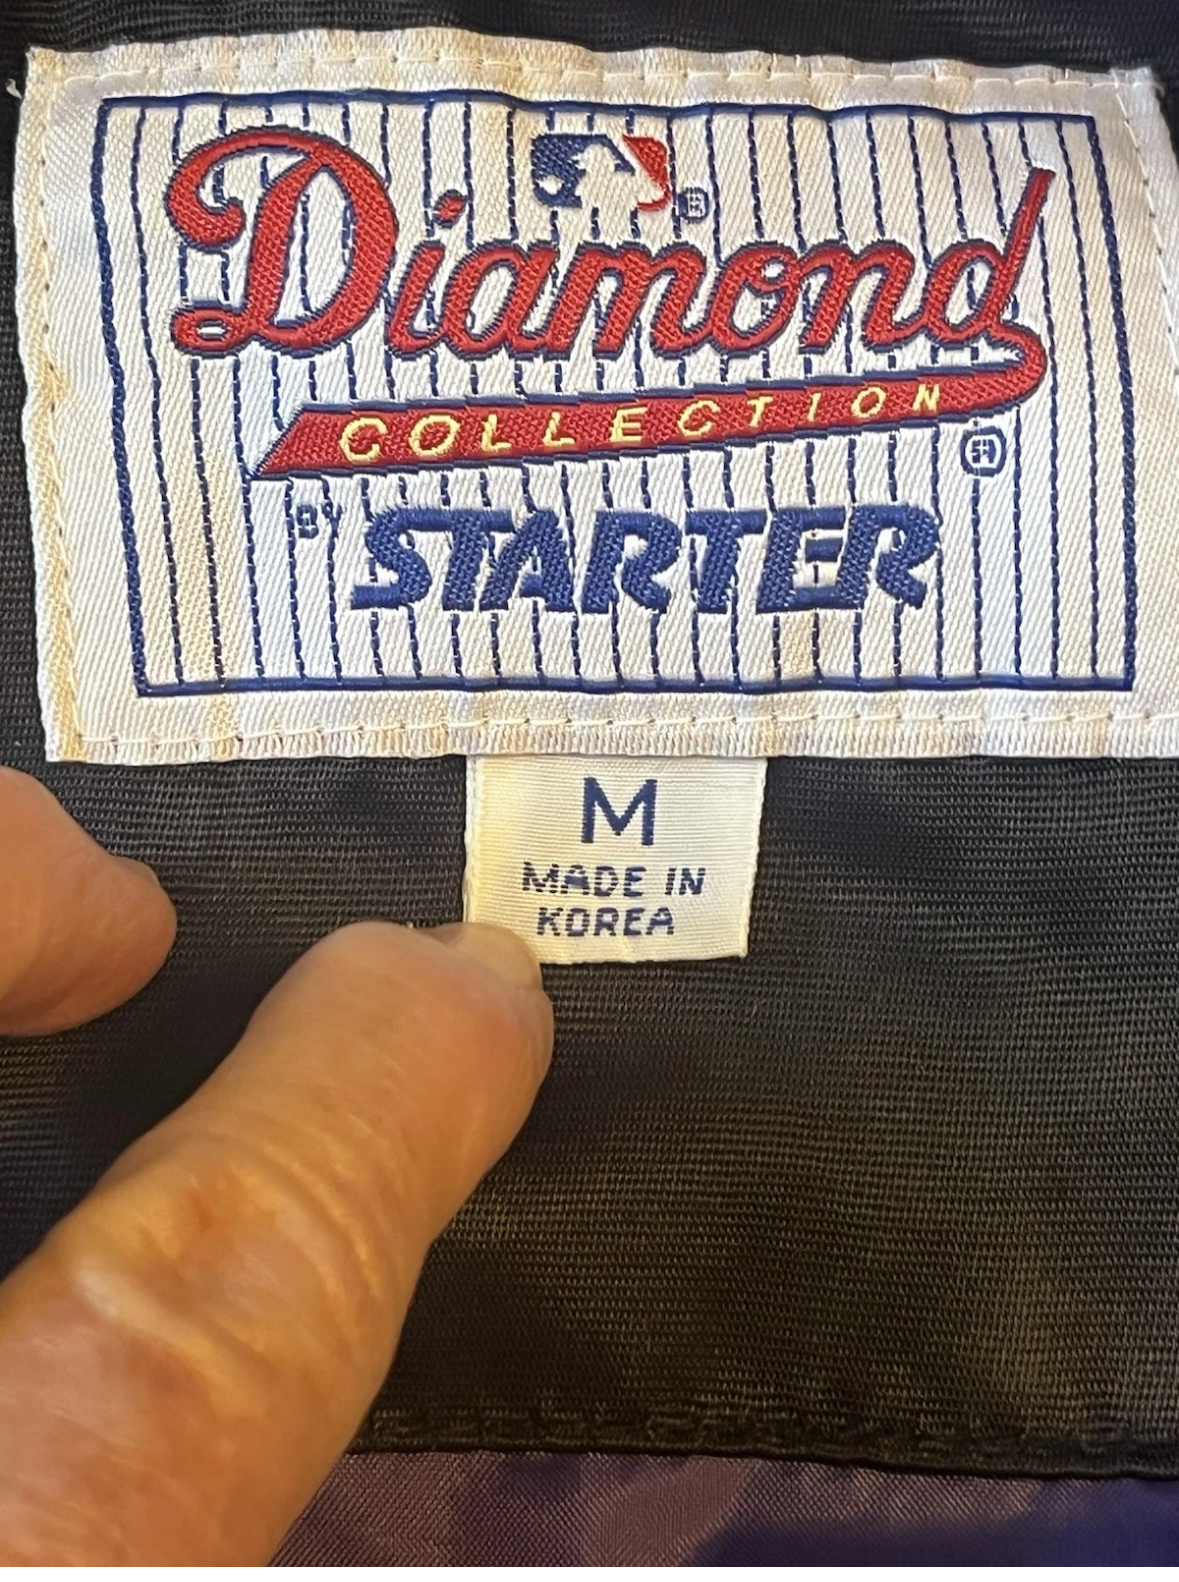 Diamond
COLLECTION
®
BY STARTER
M
MADE IN
KOREA